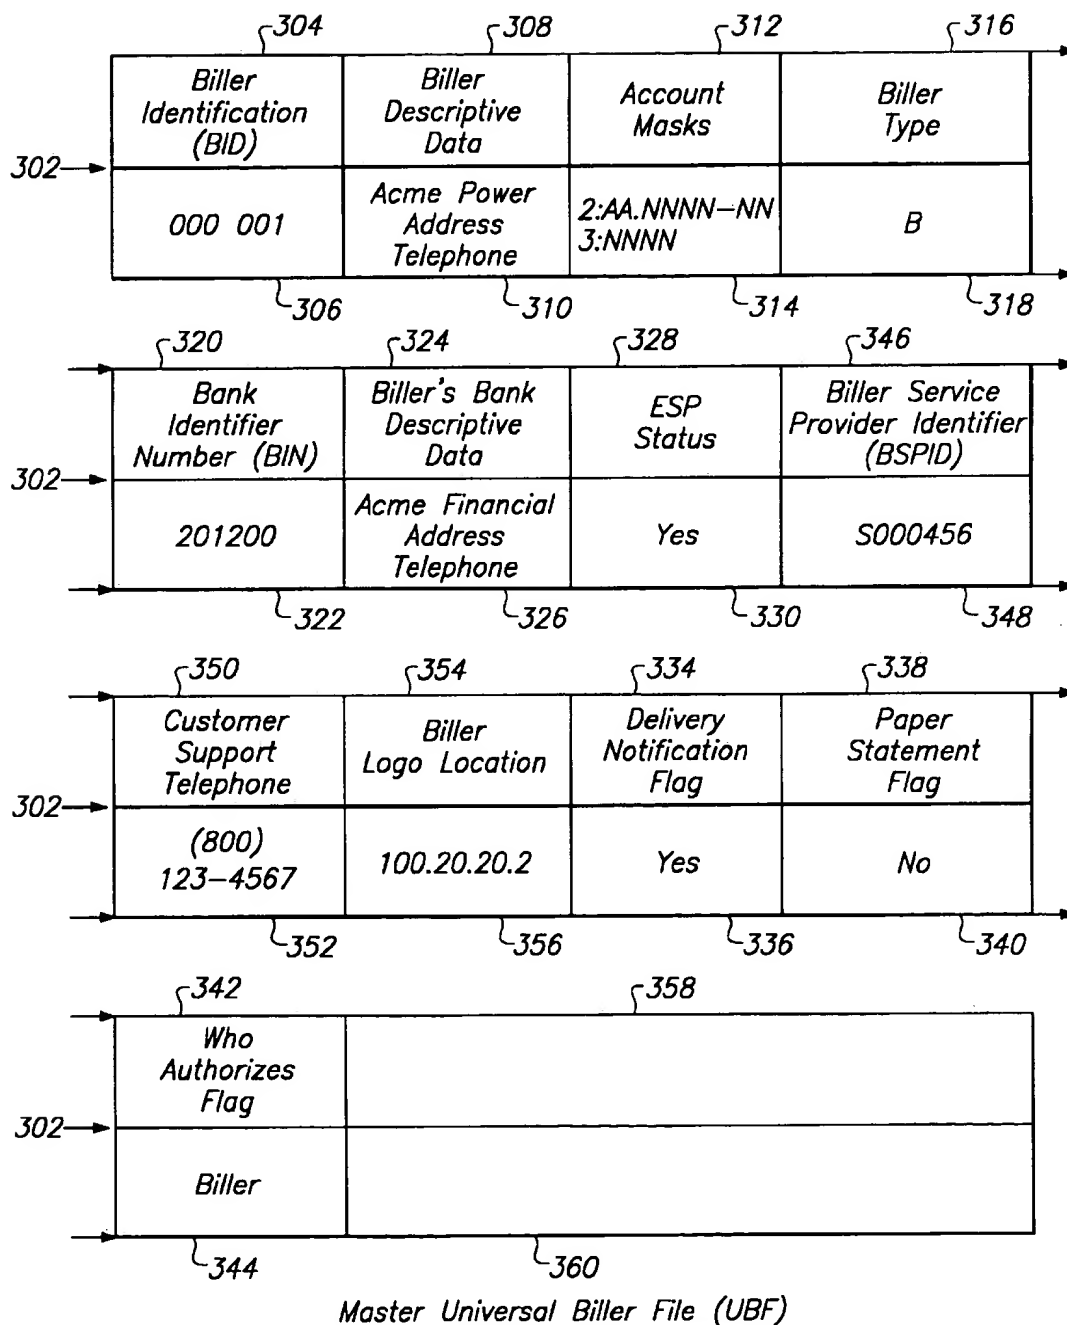 304 308 312 316
Biller Identification (BID) Biller Descriptive Data Account Masks Biller Type
302
000 001 Acme Power Address Telephone 2:AA.NNNN-NN 3:NNNN B
306 310 314 318
320 324 328 346
Bank Identifier Number (BIN) Biller's Bank Descriptive Data ESP Status Biller Service Provider Identifier (BSPID)
302
201200 Acme Financial Address Telephone Yes S000456
322 326 330 348
350 354 334 338
Customer Support Telephone Biller Logo Location Delivery Notification Flag Paper Statement Flag
302
(800) 123-4567 100.20.20.2 Yes No
352 356 336 340
342 358
Who Authorizes Flag
302
Biller
344 360
Master Universal Biller File (UBF)